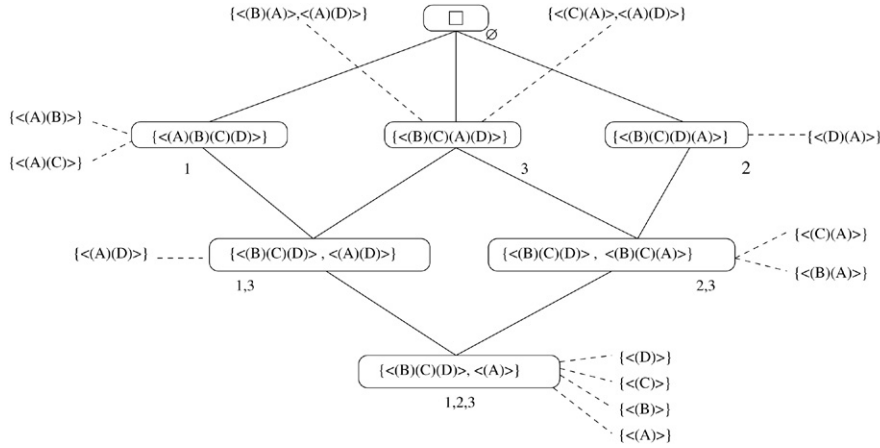 {<(B)(A)>,<(A)(D)>}
{<(C)(A)>,<(A)(D)>}
∅
{<(A)(B)>}
{<(A)(C)>}
{<(A)(B)(C)(D)>}
{<(B)(C)(A)(D)>}
{<(B)(C)(D)(A)>}
{<(D)(A)>}
1
3
2
{<(A)(D)>}
{<(B)(C)(D)> , <(A)(D)>}
{<(B)(C)(D)> , <(B)(C)(A)>}
{<(C)(A)>}
{<(B)(A)>}
1,3
2,3
{<(B)(C)(D)>, <(A)>}
{<(D)>}
{<(C)>}
{<(B)>}
{<(A)>}
1,2,3